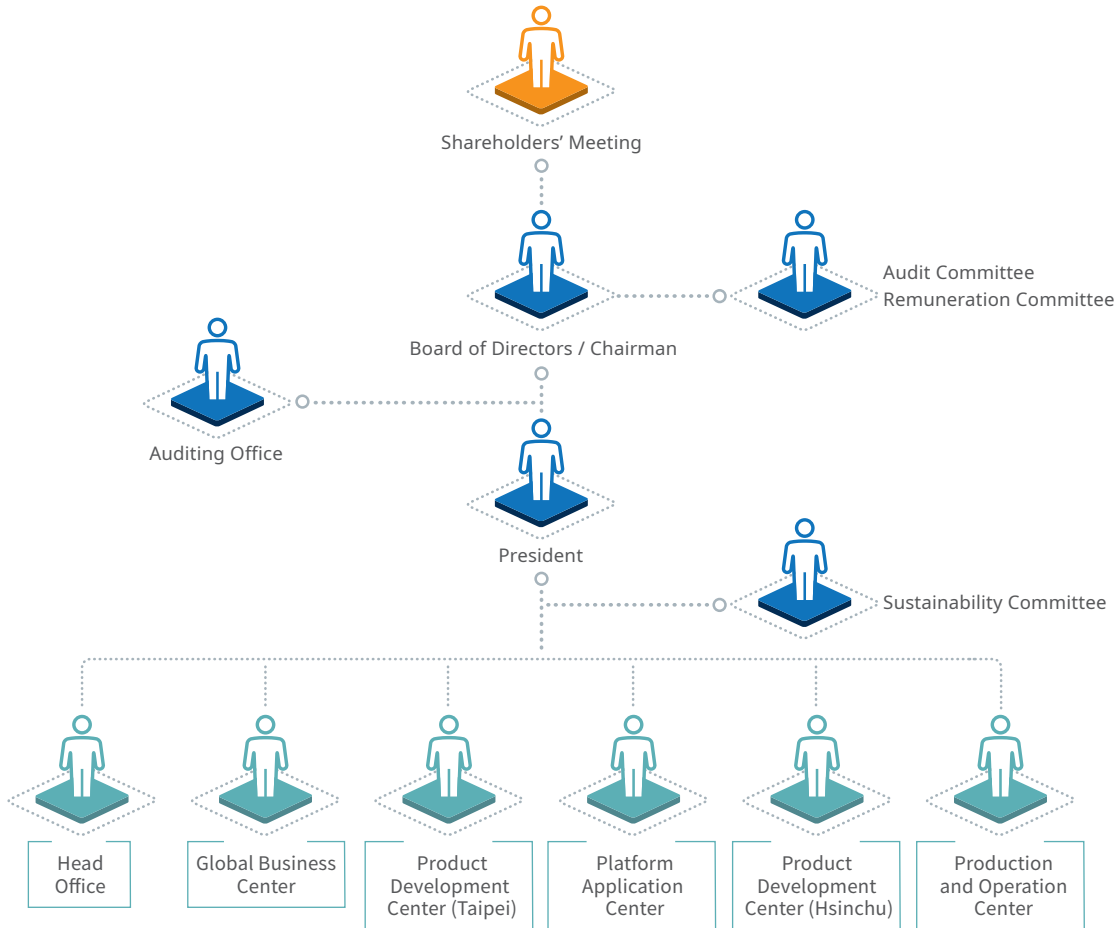 Shareholders’ Meeting
Audit Committee
Remuneration Committee
Board of Directors / Chairman
Auditing Office
President
Sustainability Committee
Head
Office
Global Business
Center
Product
Development
Center (Taipei)
Platform
Application
Center
Product
Development
Center (Hsinchu)
Production
and Operation
Center